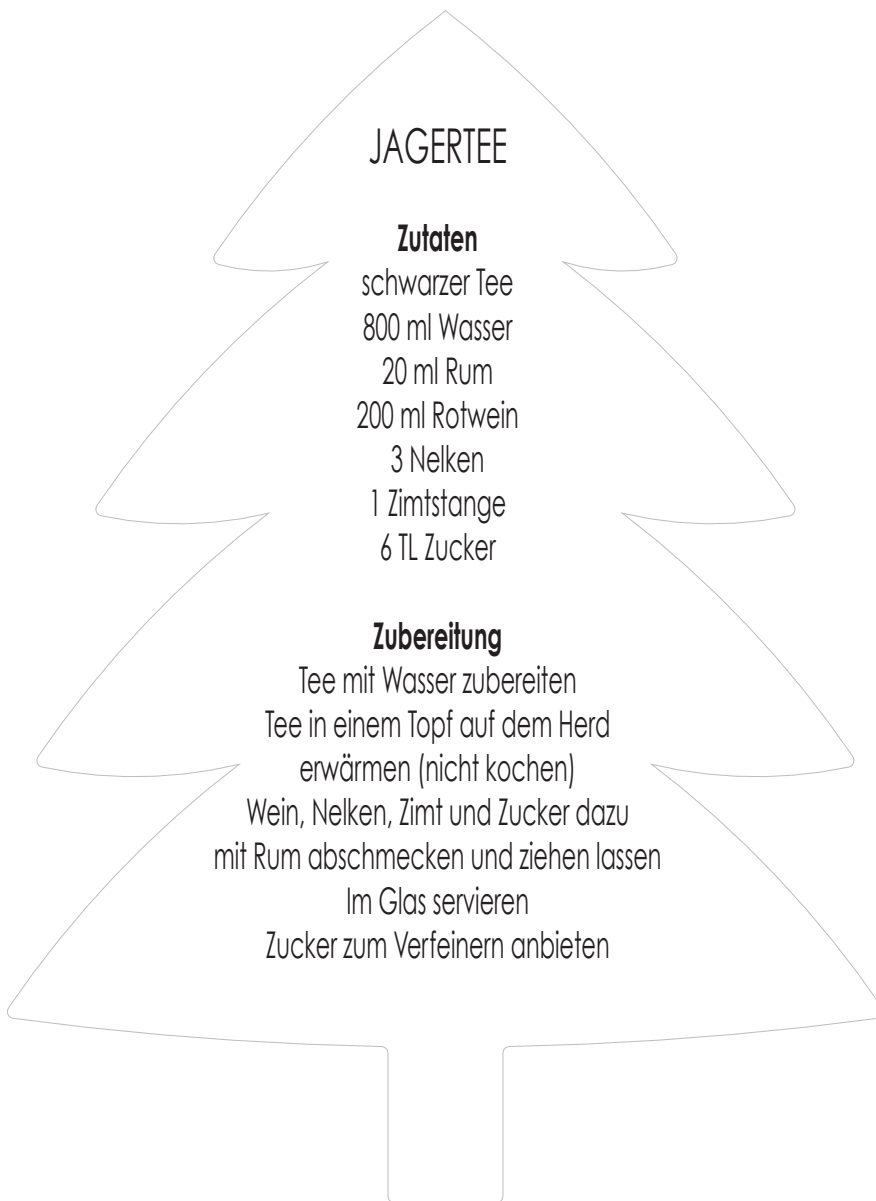 JAGERTEE
Zutaten
schwarzer Tee
800 ml Wasser
20 ml Rum
200 ml Rotwein
3 Nelken
1 Zimtstange
6 TL Zucker
Zubereitung
Tee mit Wasser zubereiten
Tee in einem Topf auf dem Herd
erwärmen (nicht kochen)
Wein, Nelken, Zimt und Zucker dazu
mit Rum abschmecken und ziehen lassen
Im Glas servieren
Zucker zum Verfeinern anbieten